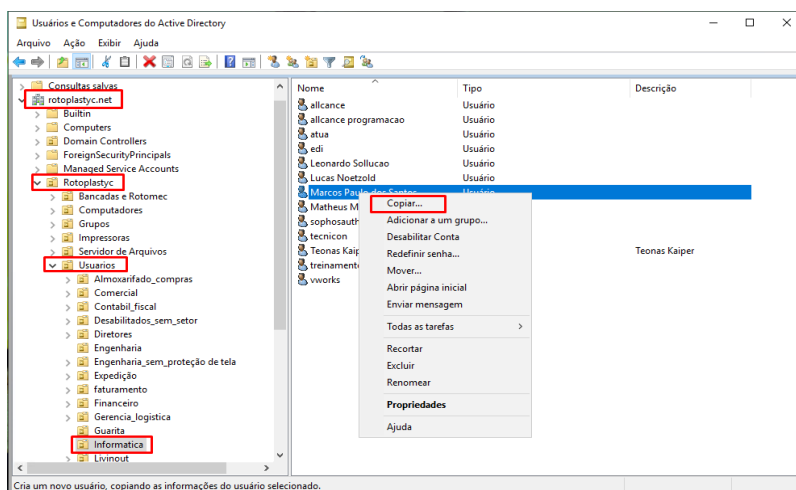 Usuários e Computadores do Active Directory
Arquivo Ação Exibir Ajuda
Consultas salvas
rotoplastyc.net
Builtin
Computers
Domain Controllers
ForeignSecurityPrincipals
Managed Service Accounts
Rotoplastyc
Bancadas e Rotomec
Computadores
Grupos
Impressoras
Servidor de Arquivos
Usuarios
Almoxarifado_compras
Comercial
Contabil_fiscal
Desabilitados_sem_setor
Diretores
Engenharia
Engenharia_sem_proteção de tela
Expedição
faturamento
Financeiro
Gerencia_logistica
Guarita
Informatica
Livinout
Nome Tipo Descrição
allcance Usuário
allcance programacao Usuário
atua Usuário
edi Usuário
Leonardo Sollucao Usuário
Lucas Noetzold Usuário
Marcos Paulo dos Santos Usuário
Matheus M
sophosauth
tecnicon
Teonas Kaip Teonas Kaiper
treinament
vworks
Copiar...
Adicionar a um grupo...
Desabilitar Conta
Redefinir senha...
Mover...
Abrir página inicial
Enviar mensagem
Todas as tarefas
Recortar
Excluir
Renomear
Propriedades
Ajuda
Cria um novo usuário, copiando as informações do usuário selecionado.